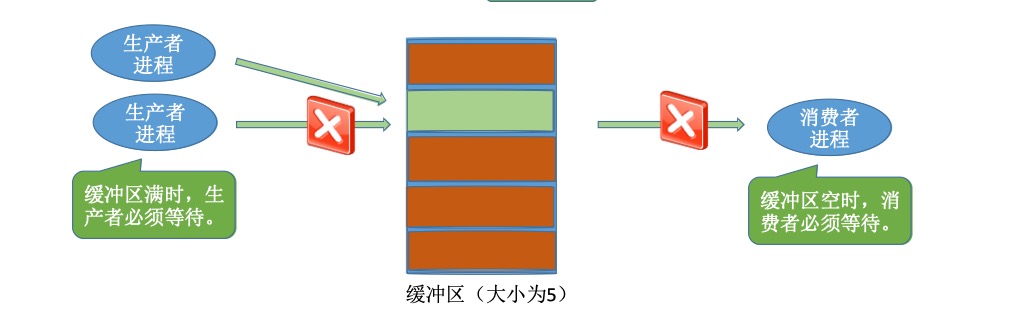 生产者
进程
生产者
进程
缓冲区满时，生
产者必须等待。
消费者
进程
缓冲区空时，消
费者必须等待。
缓冲区（大小为5）